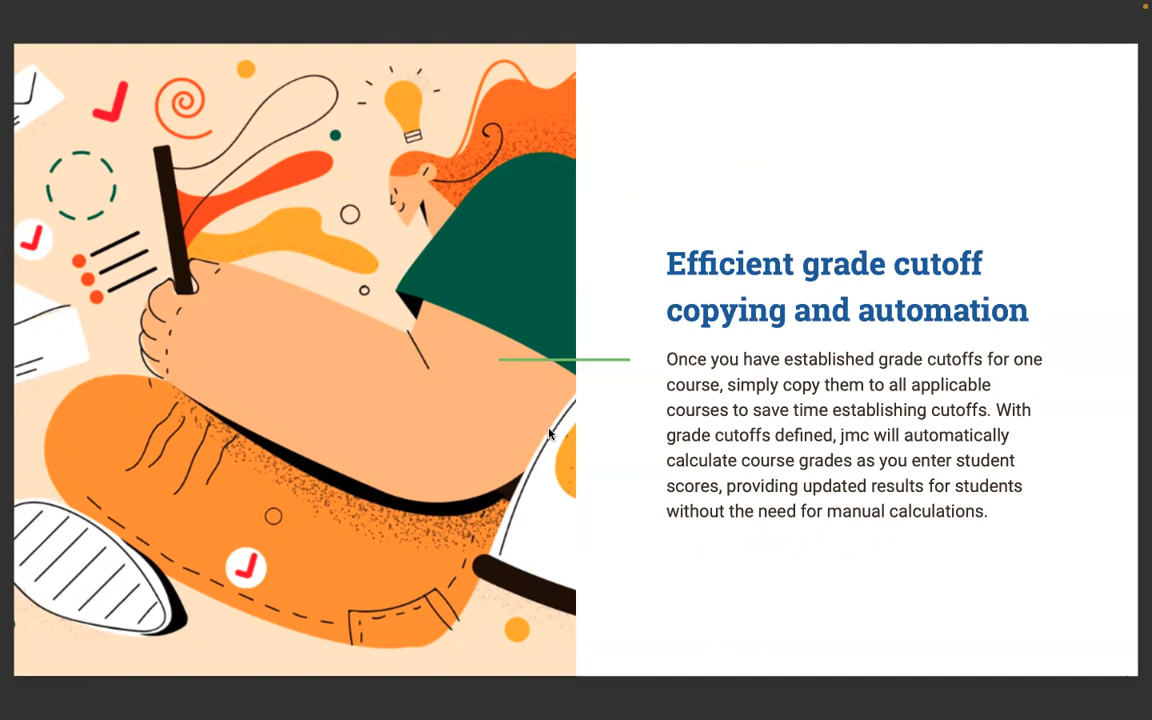 Efficient grade cutoff
copying and automation
Once you have established grade cutoffs for one
course, simply copy them to all applicable
courses to save time establishing cutoffs. With
grade cutoffs defined, jmc will automatically
calculate course grades as you enter student
scores, providing updated results for students
without the need for manual calculations.